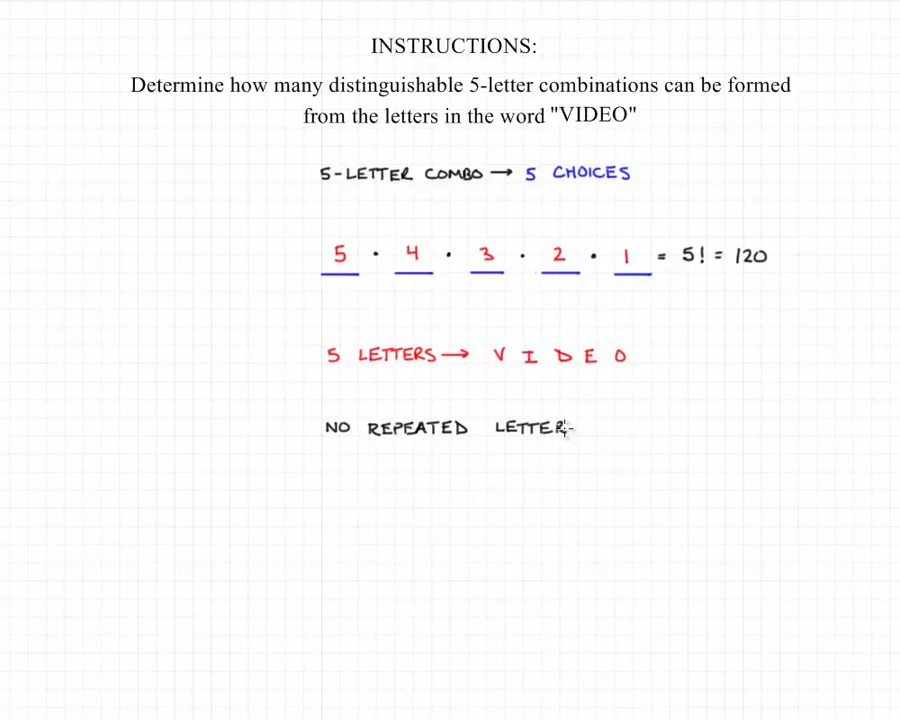 INSTRUCTIONS:
Determine how many distinguishable 5-letter combinations can be formed
from the letters in the word "VIDEO"
5-LETTER COMBO → 5 CHOICES
5 · 4 · 3 · 2 · 1 = 5! = 120
5 LETTERS → V I D E O
NO REPEATED LETTER